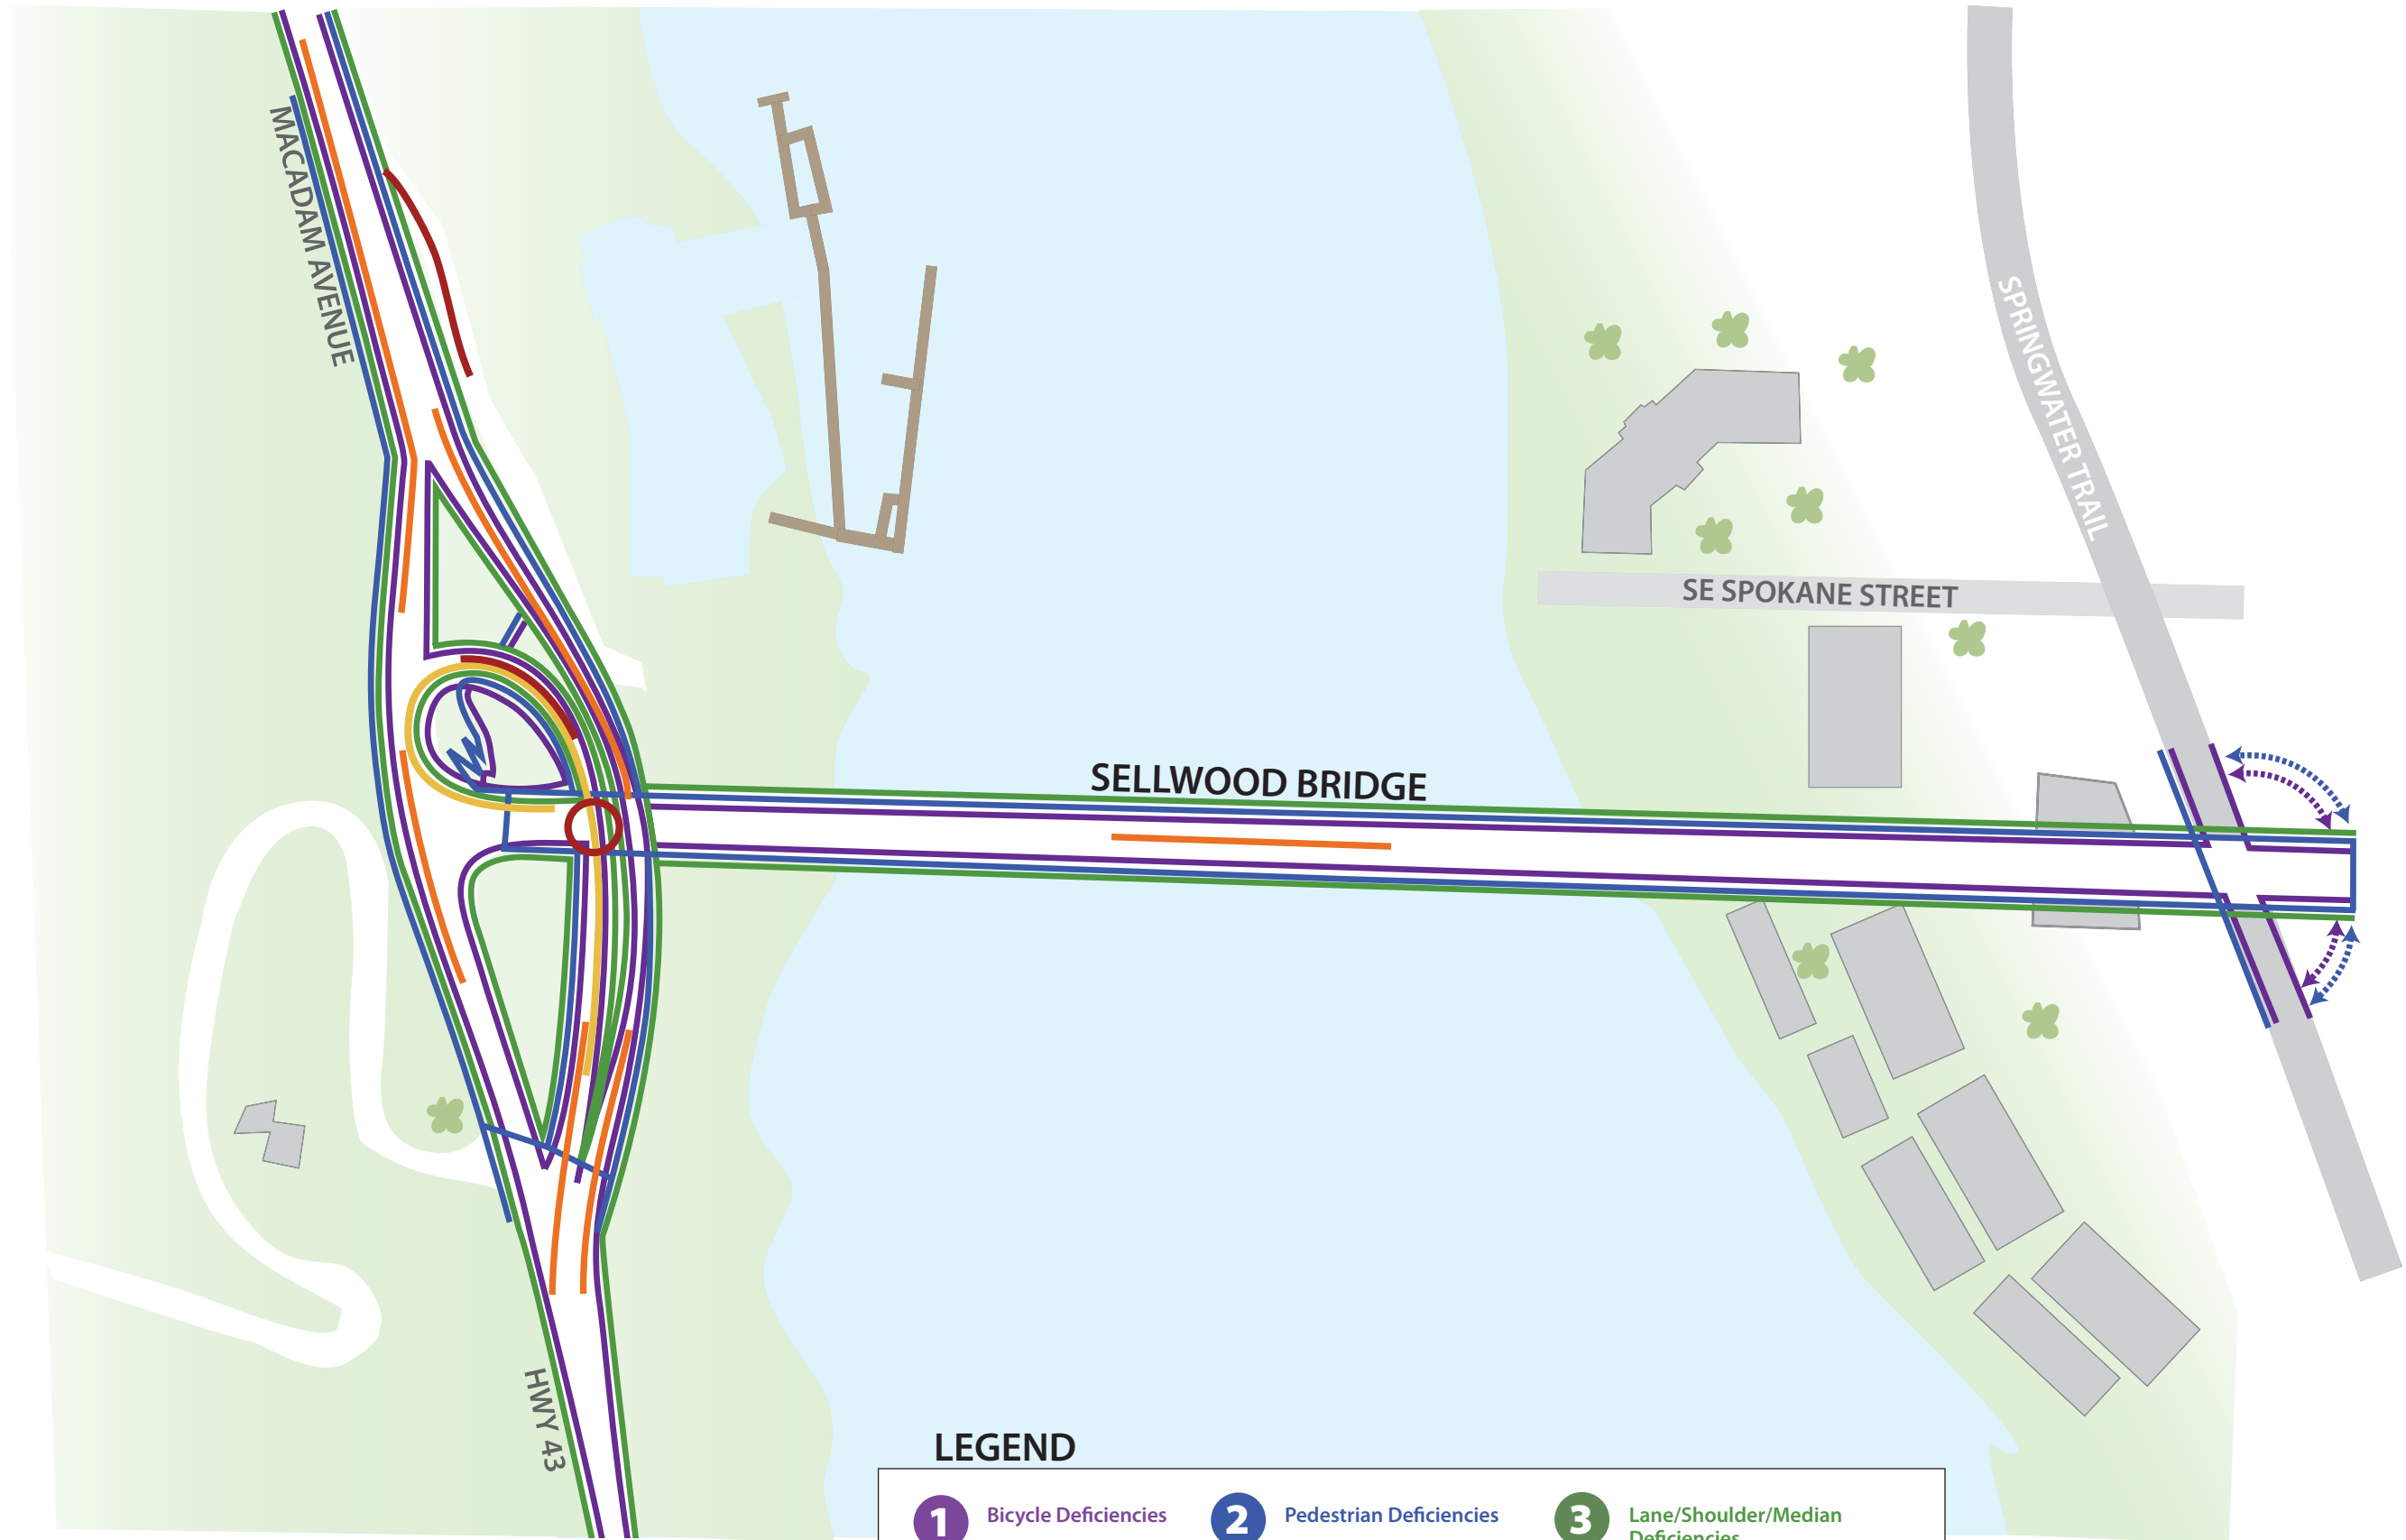 MACADAM AVENUE
SPRINGWATER TRAIL
SE SPOKANE STREET
SELLWOOD BRIDGE
HWY 43
LEGEND
1 Bicycle Deficiencies
2 Pedestrian Deficiencies
3 Lane/Shoulder/Median
Deficiencies